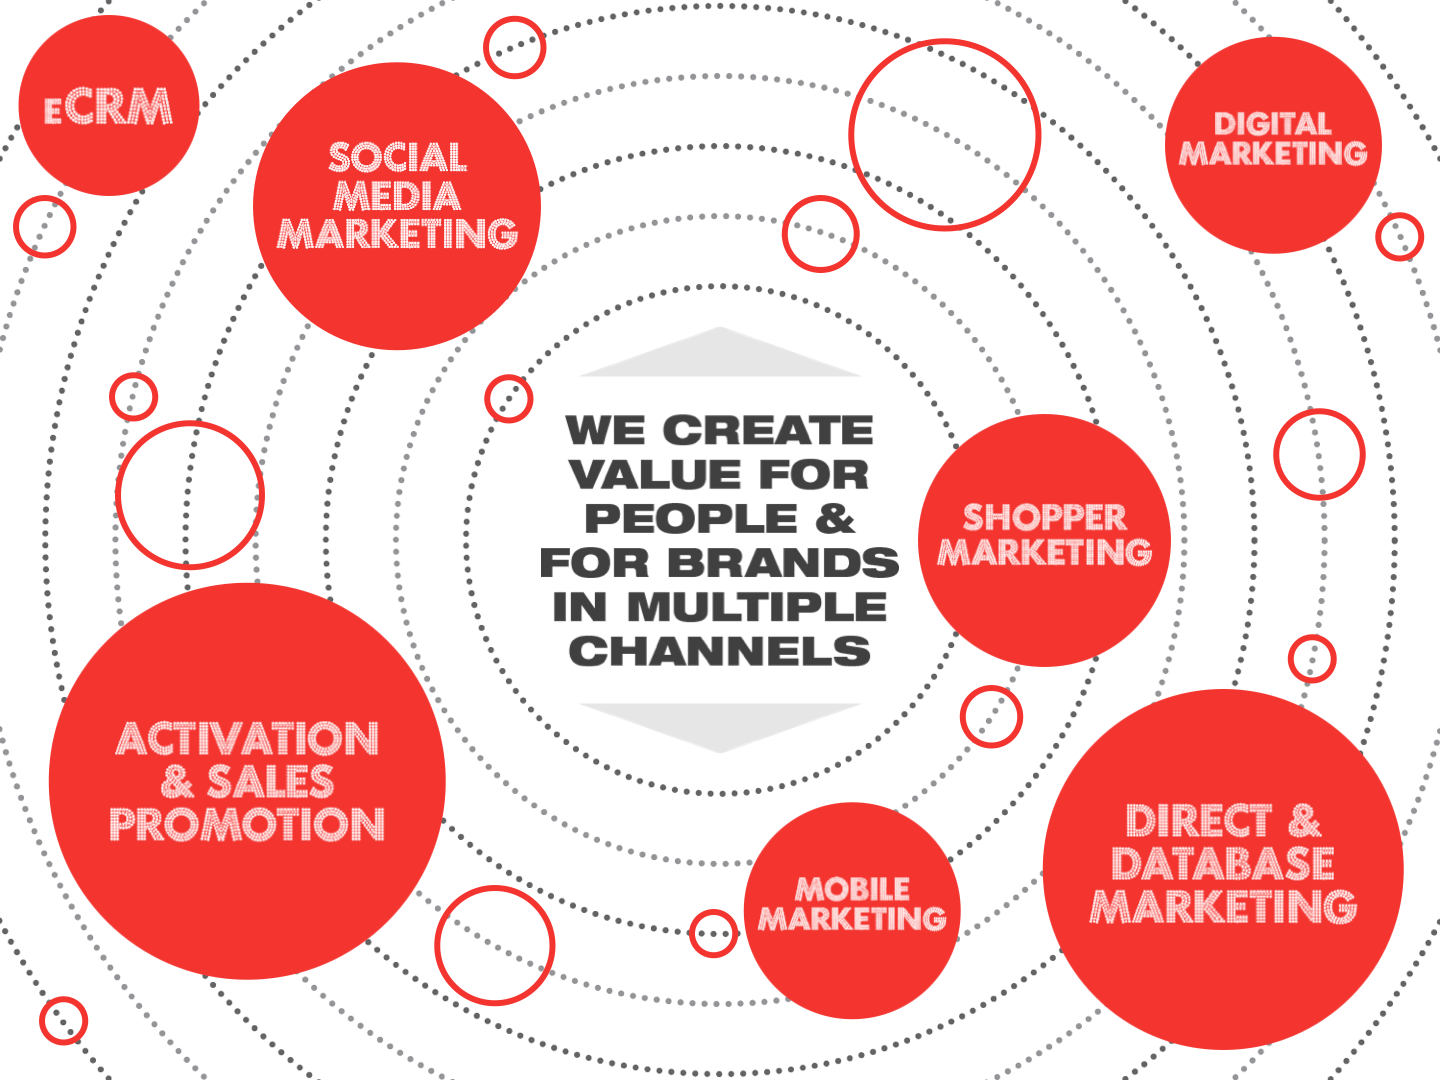 eCRM
SOCIAL
MEDIA
MARKETING
DIGITAL
MARKETING
WE CREATE
VALUE FOR
PEOPLE &
FOR BRANDS
IN MULTIPLE
CHANNELS
SHOPPER
MARKETING
ACTIVATION
& SALES
PROMOTION
MOBILE
MARKETING
DIRECT &
DATABASE
MARKETING